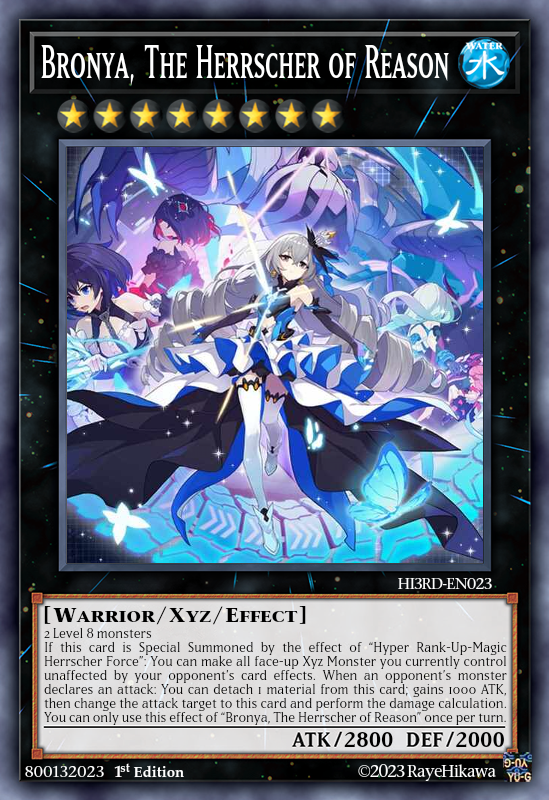 Bronya, The Herrscher of Reason
WATER
水
HI3RD-EN023
[Warrior/Xyz/Effect]
2 Level 8 monsters
If this card is Special Summoned by the effect of “Hyper Rank-Up-Magic
Herrscher Force”: You can make all face-up Xyz Monster you currently control
unaffected by your opponent's card effects. When an opponent's monster
declares an attack: You can detach 1 material from this card; gains 1000 ATK,
then change the attack target to this card and perform the damage calculation.
You can only use this effect of “Bronya, The Herrscher of Reason” once per turn.
ATK/2800 DEF/2000
800132023 1st Edition ©2023 RayeHikawa